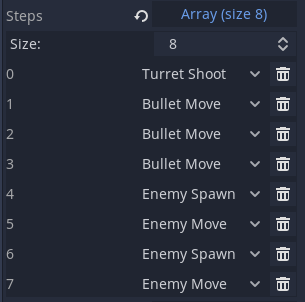 Steps Array (size 8)
Size: 8
0 Turret Shoot
1 Bullet Move
2 Bullet Move
3 Bullet Move
4 Enemy Spawn
5 Enemy Move
6 Enemy Spawn
7 Enemy Move